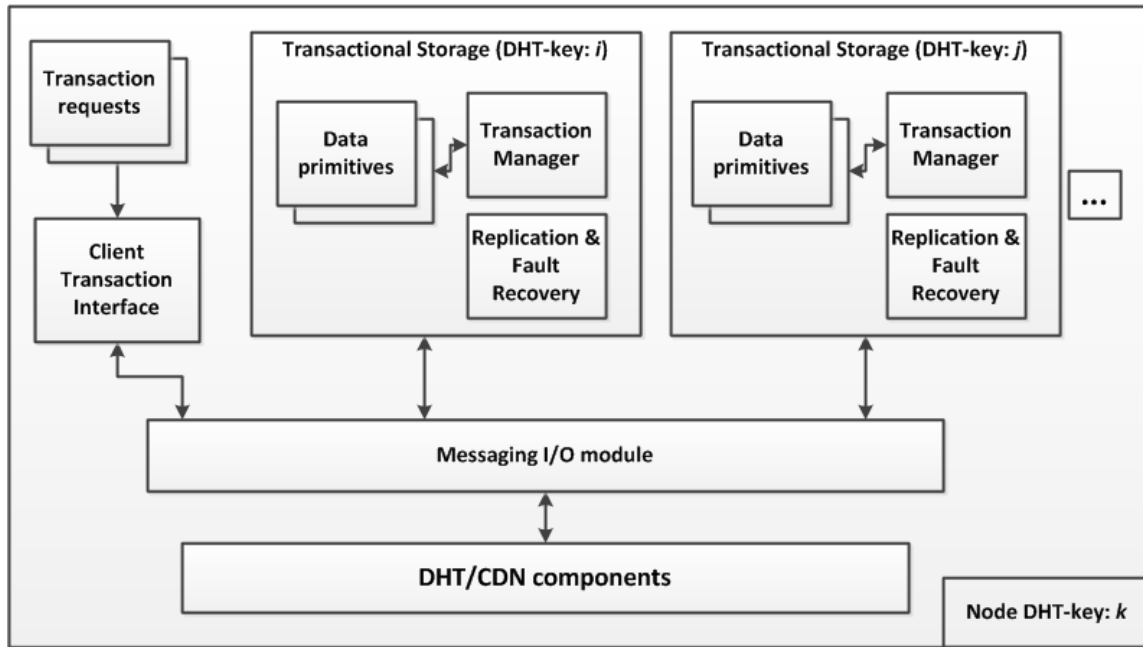 Transaction
requests
Client
Transaction
Interface
Transactional Storage (DHT-key: i)
Data
primitives
Transaction
Manager
Replication &
Fault
Recovery
Transactional Storage (DHT-key: j)
Data
primitives
Transaction
Manager
Replication &
Fault
Recovery
...
Messaging I/O module
DHT/CDN components
Node DHT-key: k